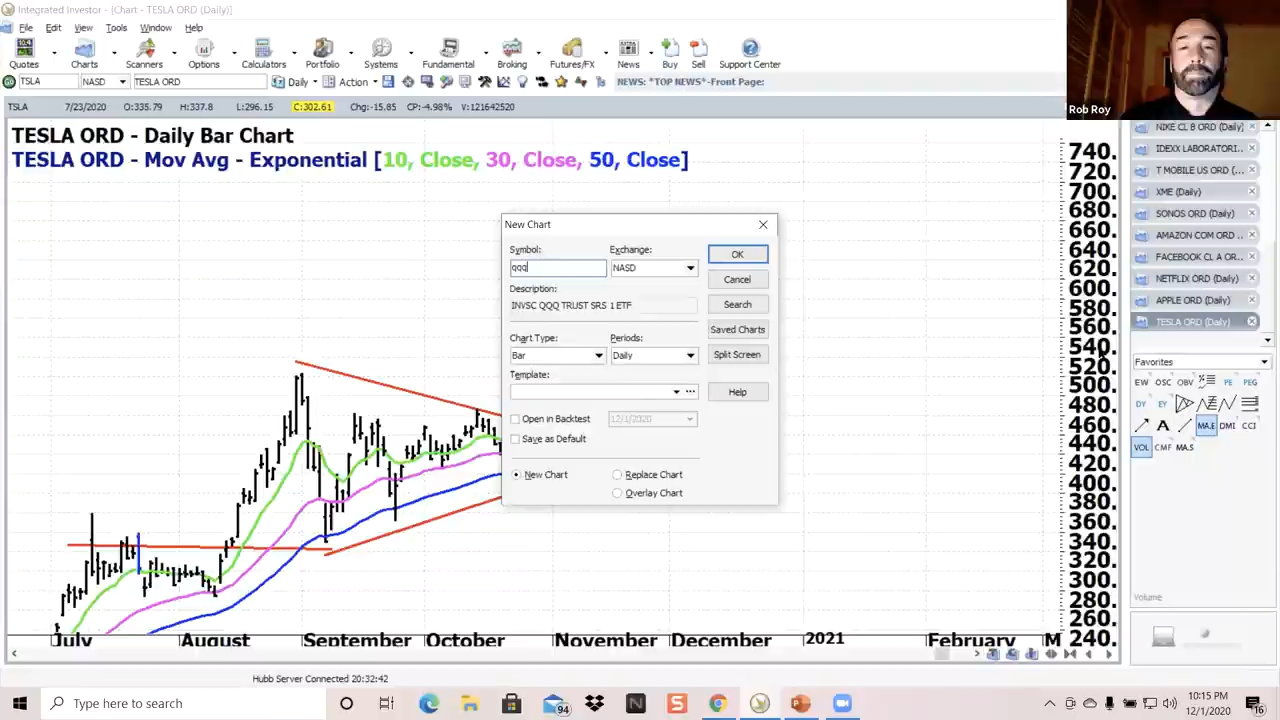 Integrated Investor - [Chart - TESLA ORD (Daily)]
File Edit View Tools Window Help
Quotes Charts Scanners Options Calculators Portfolio Systems Fundamental Broking Futures/FX News Buy Sell Support Center
TSLA NASD TESLA ORD Daily Action NEWS: *TOP NEWS*-Front Page:
TSLA 7/23/2020 O:335.79 H:337.8 L:296.15 C:302.61 Chg:-15.85 CP:-4.98% V:121642520
Rob Roy
TESLA ORD - Daily Bar Chart
TESLA ORD - Mov Avg - Exponential [10, Close, 30, Close, 50, Close]
New Chart
Symbol: Exchange:
qqq NASD
Description:
INVSC QQQ TRUST SRS 1 ETF
Chart Type: Periods:
Bar Daily
Template:
Open in Backtest 12/1/2020
Save as Default
New Chart Replace Chart
Overlay Chart
OK
Cancel
Search
Saved Charts
Split Screen
Help
740.
720.
700.
680.
660.
640.
620.
600.
580.
560.
540.
520.
500.
480.
460.
440.
420.
400.
380.
360.
340.
320.
300.
280.
260.
240.
July August September October November December 2021 February M
NIKE CL B ORD (Daily)
IDEXX LABORATORI...
T MOBILE US ORD (...
XME (Daily)
SONOS ORD (Daily)
AMAZON COM ORD ...
FACEBOOK CL A OR...
NETFLIX ORD (Daily)
APPLE ORD (Daily)
TESLA ORD (Daily)
Favorites
EW OSC OBV PE PEG
DY EY
A MA.E DMI CCI
VOL CMF MA.S
Volume
Hubb Server Connected 20:32:42
Type here to search
94
10:15 PM
12/1/2020
16